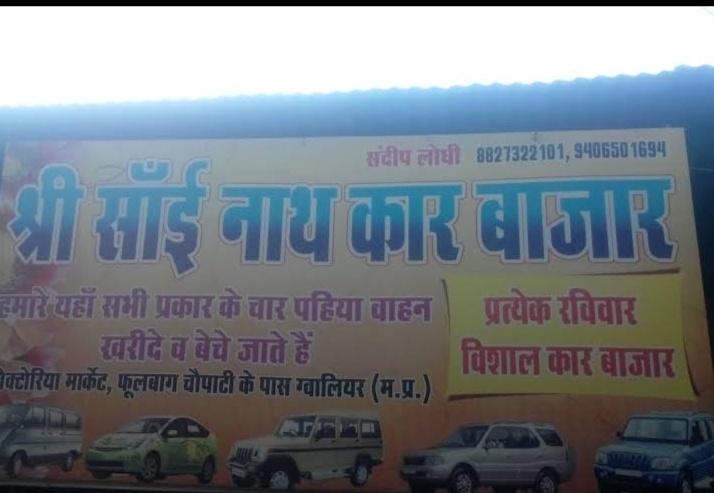 संदीप लोधी 8827322101, 9406501694
श्री साँई नाथ कार बाजार
हमारे यहाँ सभी प्रकार के चार पहिया वाहन
खरीदे व बेचे जाते हैं
प्रत्येक रविवार
विशाल कार बाजार
मार्केट, फूलबाग चौपाटी के पास ग्वालियर (म.प्र.)